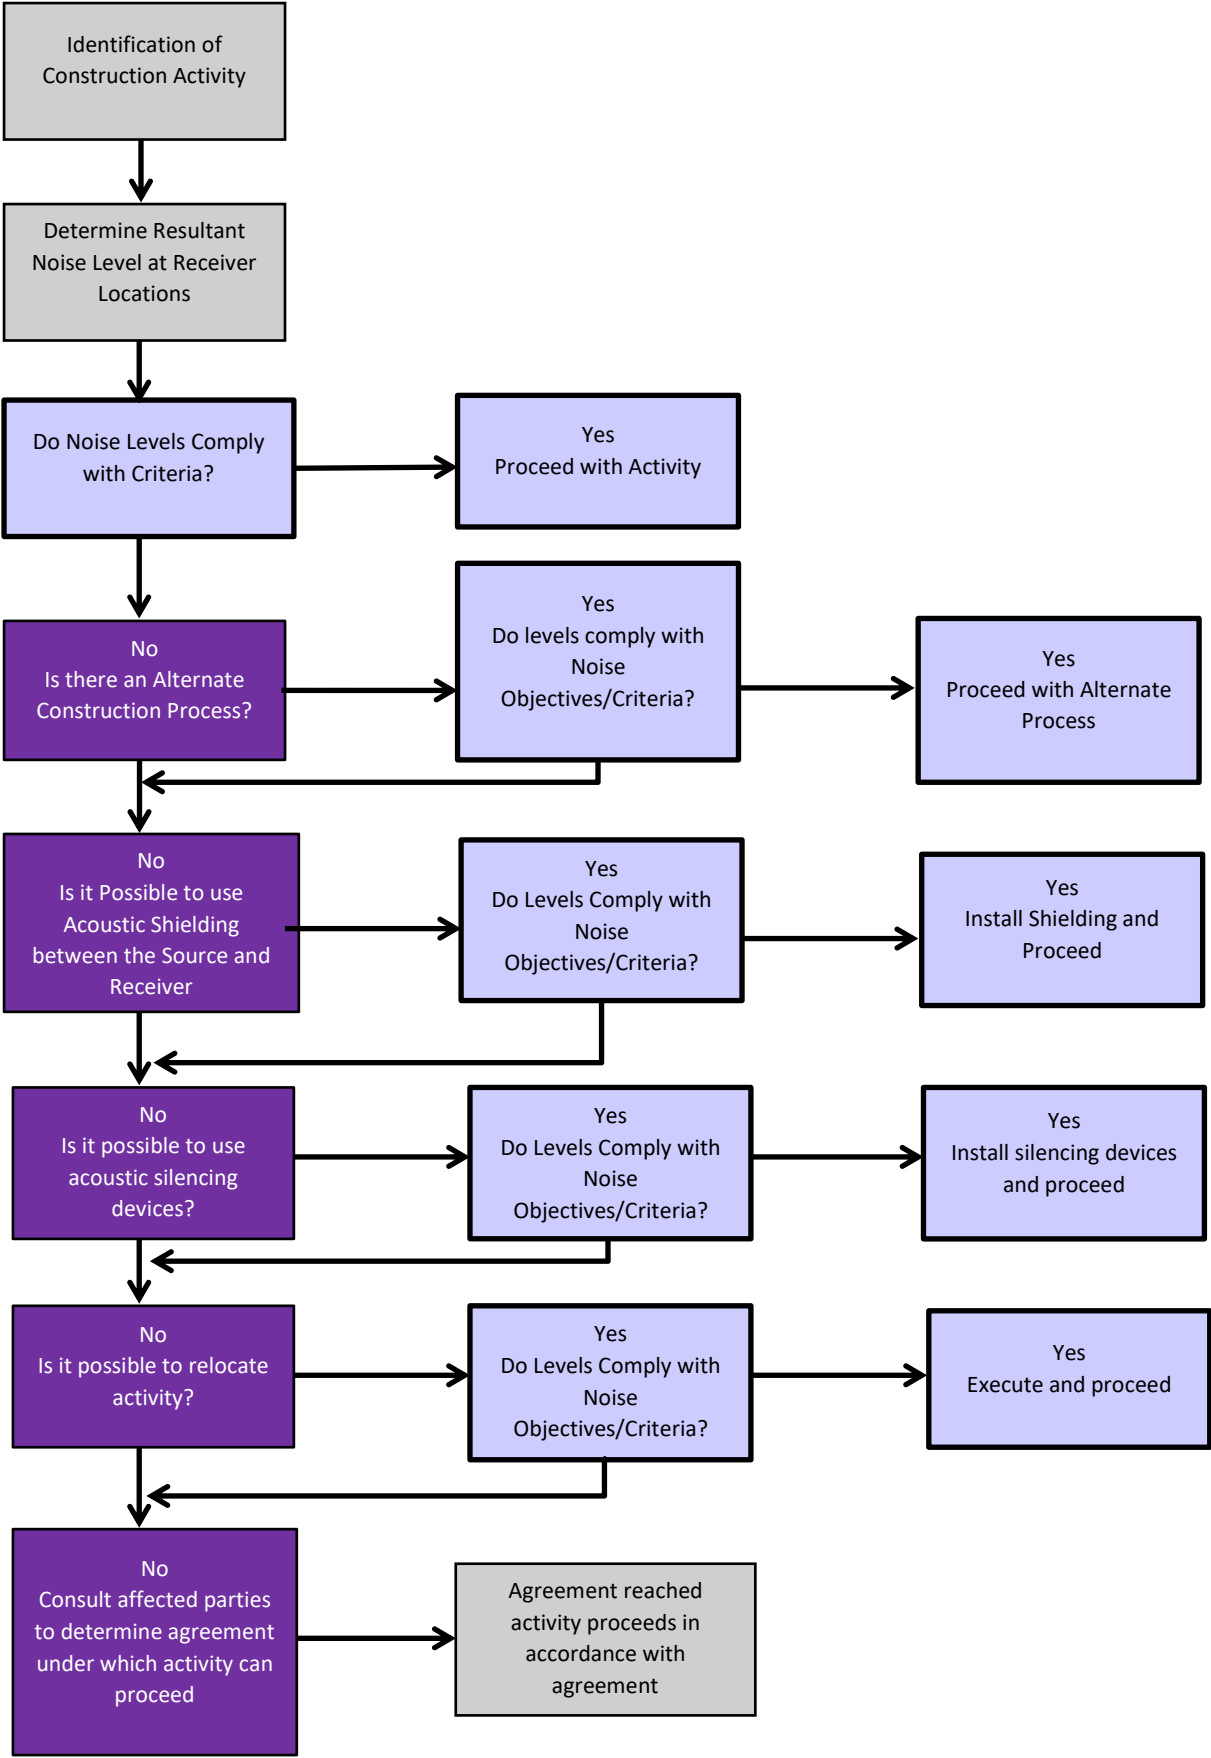 Identification of
Construction Activity
Determine Resultant
Noise Level at Receiver
Locations
Do Noise Levels Comply
with Criteria?
Yes
Proceed with Activity
No
Is there an Alternate
Construction Process?
Yes
Do levels comply with
Noise
Objectives/Criteria?
Yes
Proceed with Alternate
Process
No
Is it Possible to use
Acoustic Shielding
between the Source and
Receiver
Yes
Do Levels Comply with
Noise
Objectives/Criteria?
Yes
Install Shielding and
Proceed
No
Is it possible to use
acoustic silencing
devices?
Yes
Do Levels Comply with
Noise
Objectives/Criteria?
Yes
Install silencing devices
and proceed
No
Is it possible to relocate
activity?
Yes
Do Levels Comply with
Noise
Objectives/Criteria?
Yes
Execute and proceed
No
Consult affected parties
to determine agreement
under which activity can
proceed
Agreement reached
activity proceeds in
accordance with
agreement